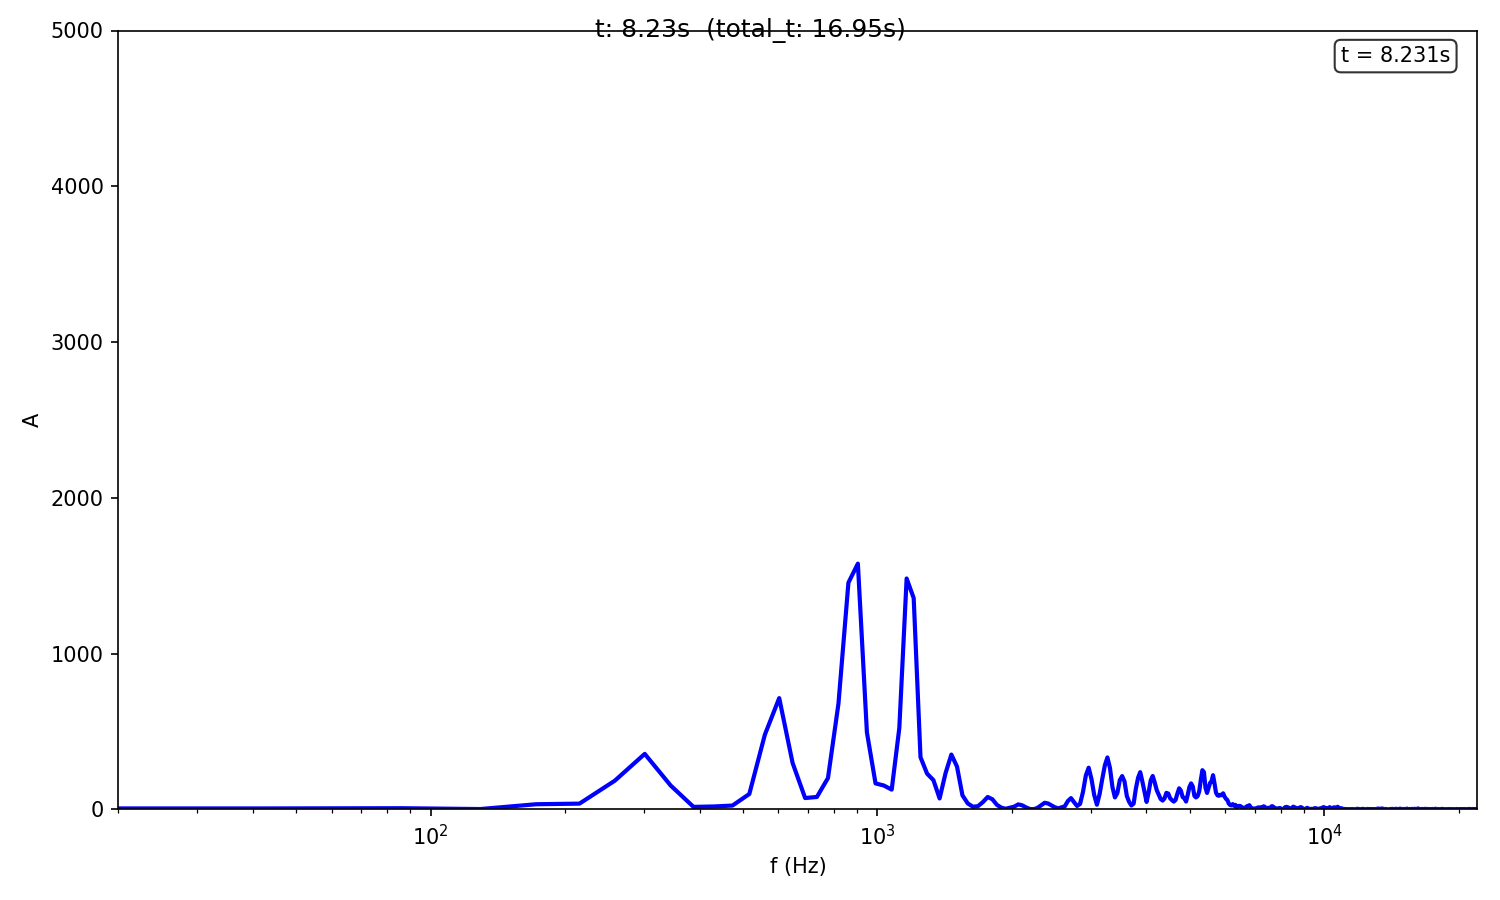 t: 8.23s (total_t: 16.95s)
t = 8.231s
5000
4000
3000
2000
1000
0
A
10² 10³ 10⁴
f (Hz)